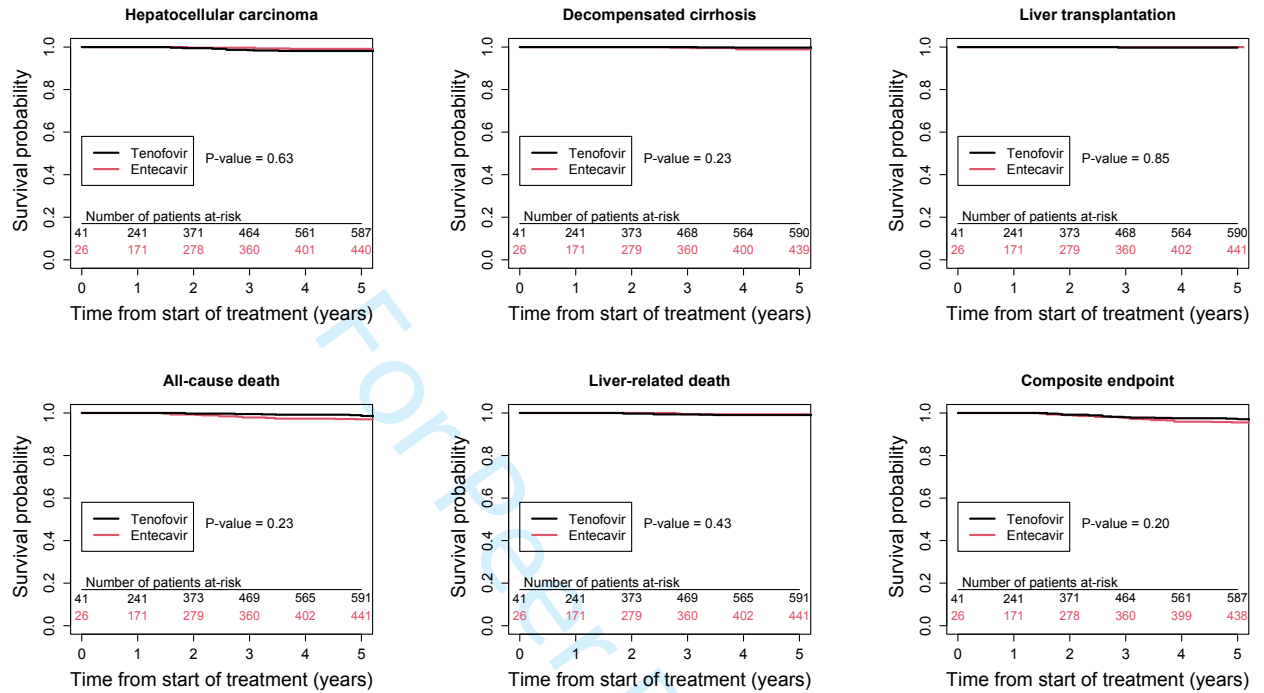 Hepatocellular carcinoma
Survival probability
0.0 0.2 0.4 0.6 0.8 1.0
Tenofovir
Entecavir
P-value = 0.63
Number of patients at-risk
41 241 371 464 561 587
26 171 278 360 401 440
0 1 2 3 4 5
Time from start of treatment (years)
Decompensated cirrhosis
Survival probability
0.0 0.2 0.4 0.6 0.8 1.0
Tenofovir
Entecavir
P-value = 0.23
Number of patients at-risk
41 241 373 468 564 590
26 171 279 360 400 439
0 1 2 3 4 5
Time from start of treatment (years)
Liver transplantation
Survival probability
0.0 0.2 0.4 0.6 0.8 1.0
Tenofovir
Entecavir
P-value = 0.85
Number of patients at-risk
41 241 373 468 564 590
26 171 279 360 402 441
0 1 2 3 4 5
Time from start of treatment (years)
All-cause death
Survival probability
0.0 0.2 0.4 0.6 0.8 1.0
Tenofovir
Entecavir
P-value = 0.23
Number of patients at-risk
41 241 373 469 565 591
26 171 279 360 402 441
0 1 2 3 4 5
Time from start of treatment (years)
Liver-related death
Survival probability
0.0 0.2 0.4 0.6 0.8 1.0
Tenofovir
Entecavir
P-value = 0.43
Number of patients at-risk
41 241 373 469 565 591
26 171 279 360 402 441
0 1 2 3 4 5
Time from start of treatment (years)
Composite endpoint
Survival probability
0.0 0.2 0.4 0.6 0.8 1.0
Tenofovir
Entecavir
P-value = 0.20
Number of patients at-risk
41 241 371 464 561 587
26 171 278 360 399 438
0 1 2 3 4 5
Time from start of treatment (years)
For Peer